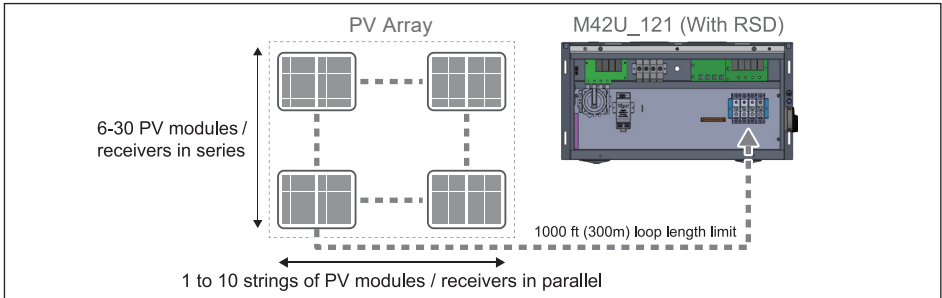 PV Array
M42U_121 (With RSD)
6-30 PV modules /
receivers in series
1000 ft (300m) loop length limit
1 to 10 strings of PV modules / receivers in parallel